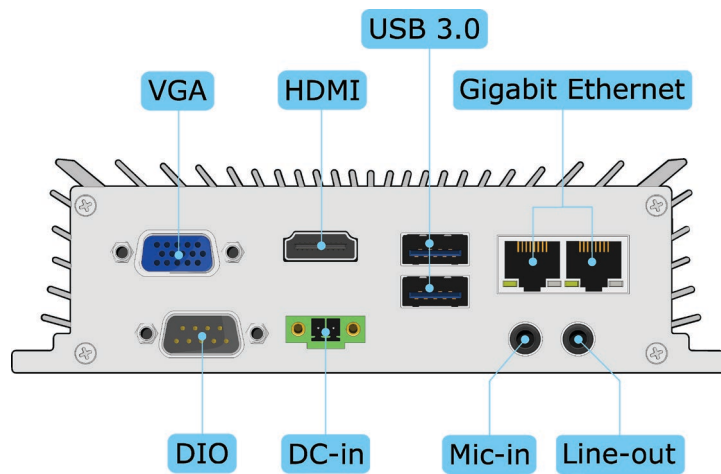 USB 3.0
VGA
HDMI
Gigabit Ethernet
DIO
DC-in
Mic-in
Line-out